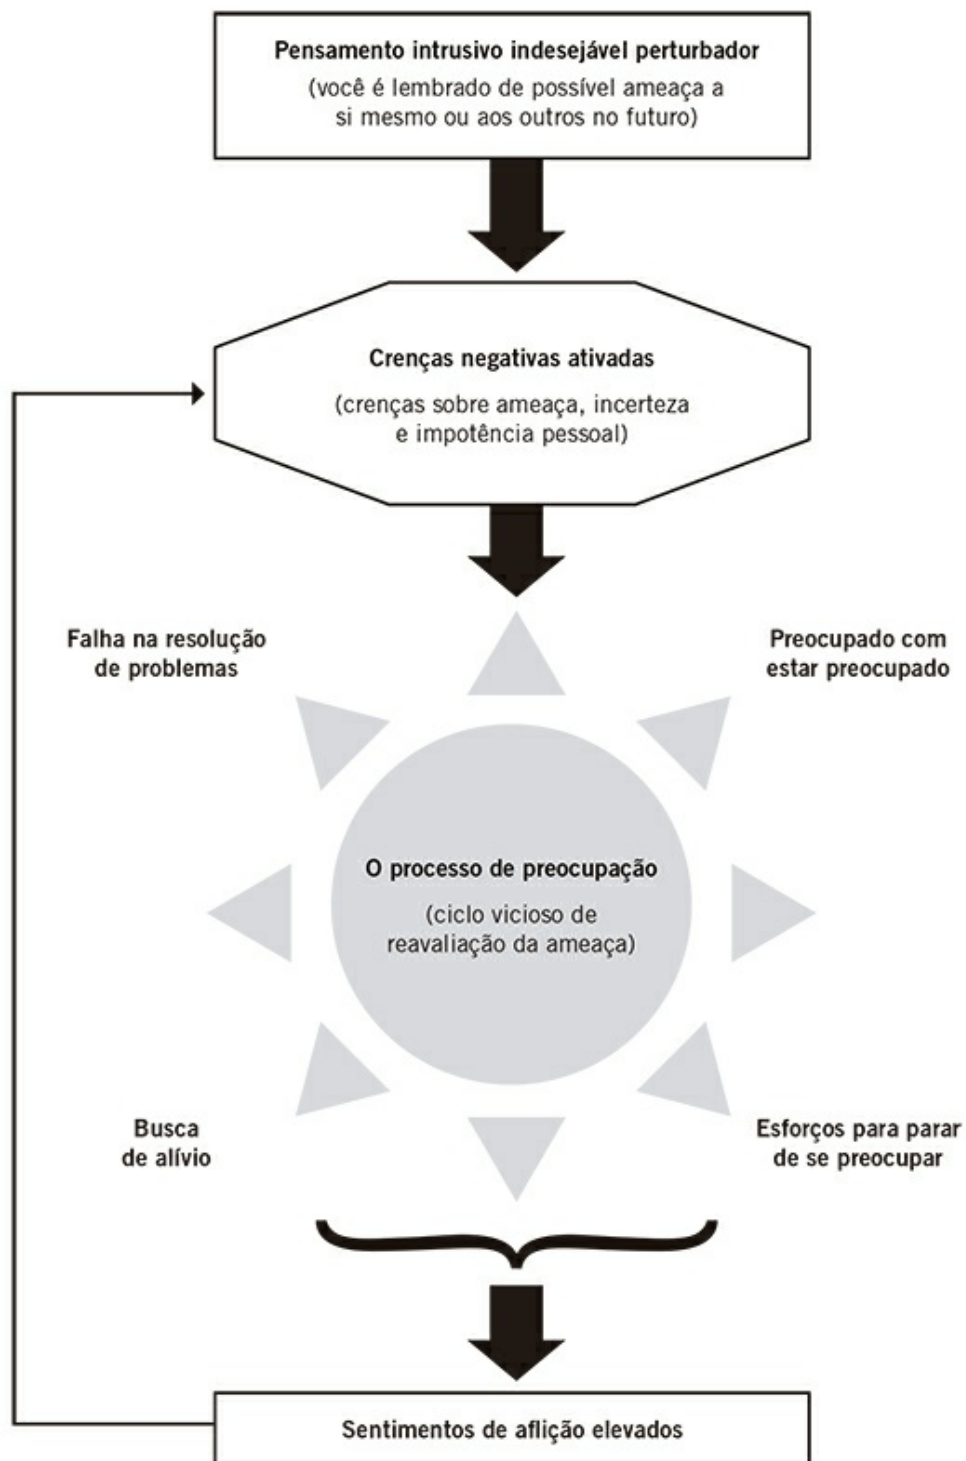 Pensamento intrusivo indesejável perturbador
(você é lembrado de possível ameaça a
si mesmo ou aos outros no futuro)
Crenças negativas ativadas
(crenças sobre ameaça, incerteza
e impotência pessoal)
Falha na resolução
de problemas
Preocupado com
estar preocupado
O processo de preocupação
(ciclo vicioso de
reavaliação da ameaça)
Busca
de alívio
Esforços para parar
de se preocupar
Sentimentos de aflição elevados